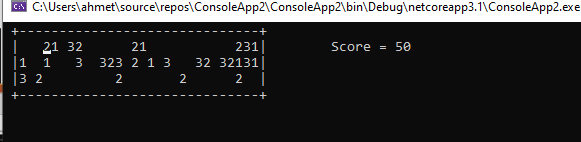 C:\Users\ahmet\source\repos\ConsoleApp2\ConsoleApp2\bin\Debug\netcoreapp3.1\ConsoleApp2.exe
+------------------------------+
|   21 32      21           231|        Score = 50
|1  1   3  323 2 1 3   32 32131|
|3 2         2       2      2  |
+------------------------------+